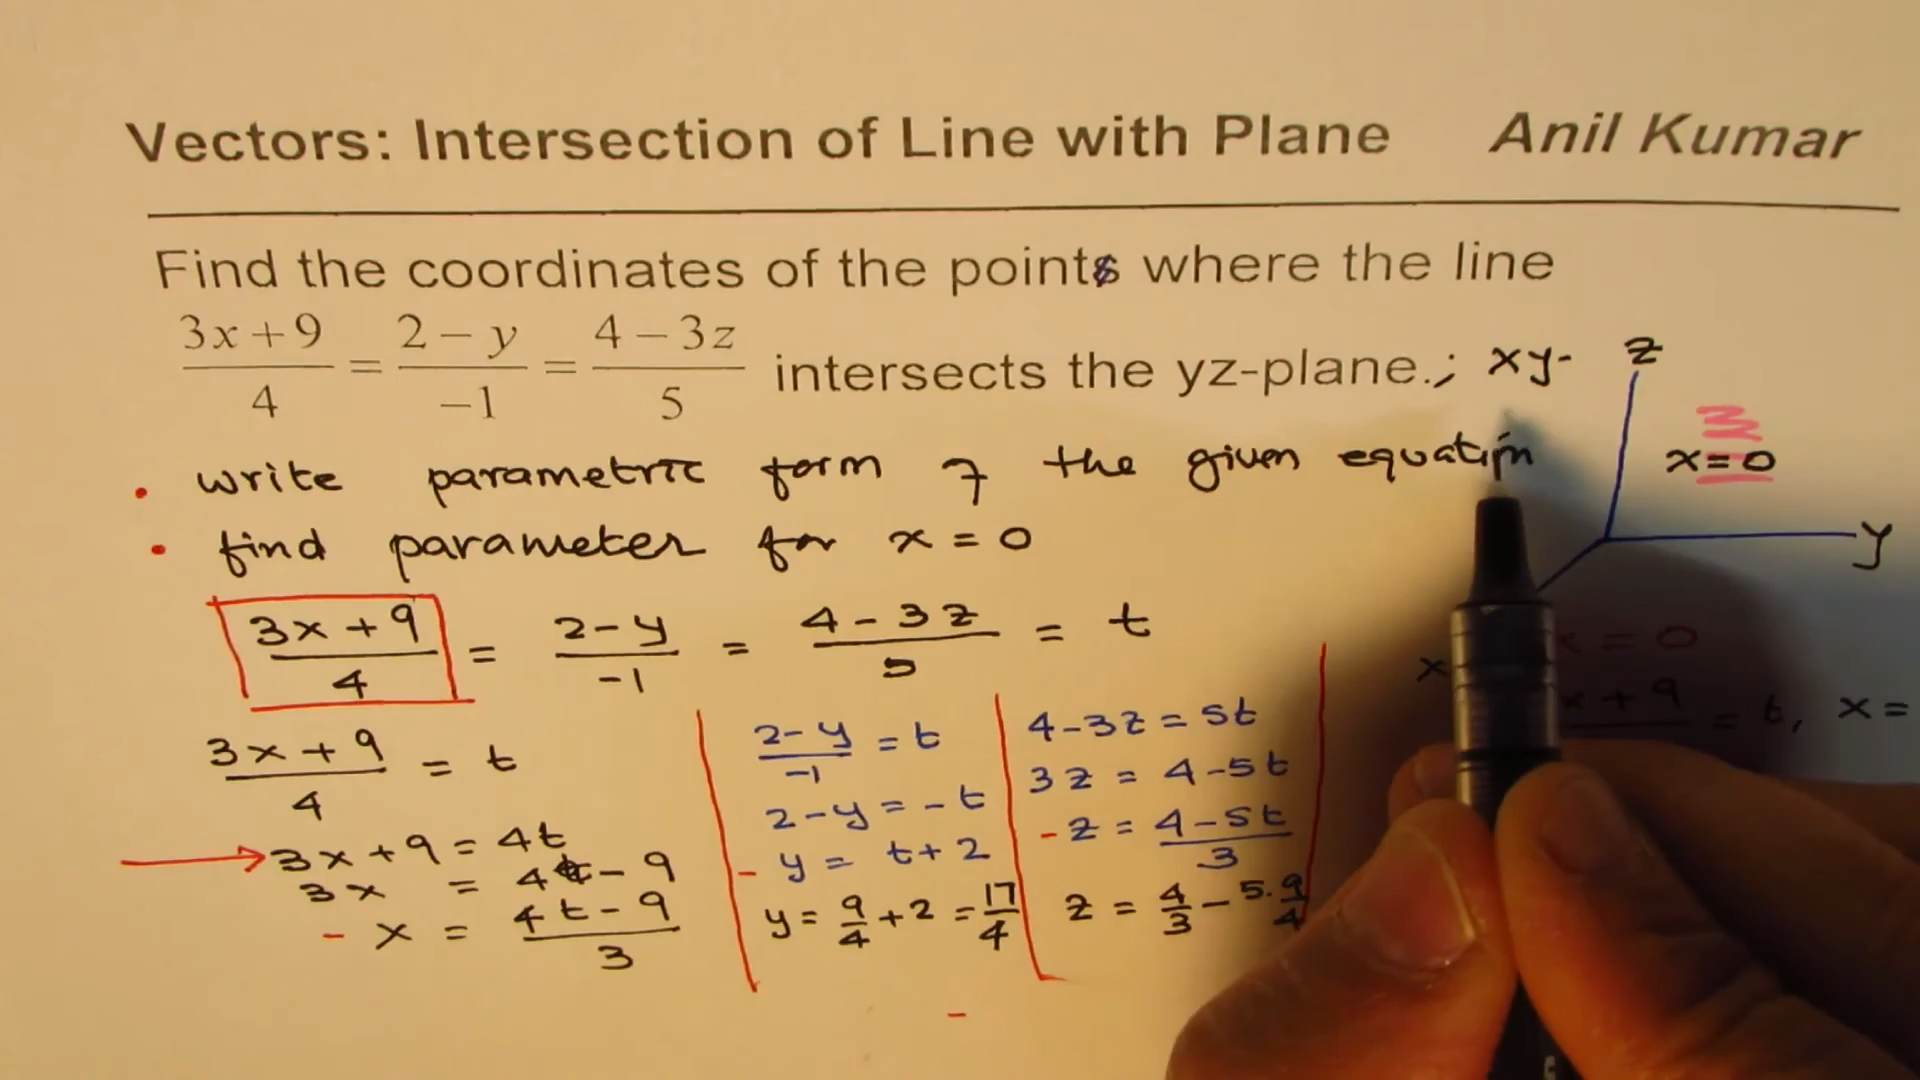 Vectors: Intersection of Line with Plane Anil Kumar
Find the coordinates of the points where the line
(3x+9)/4 = (2-y)/-1 = (4-3z)/5 intersects the yz-plane.; xy-
z
• write parametric form of the given equation
x=0
• find parameter for x = 0
y
(3x+9)/4 = (2-y)/-1 = (4-3z)/5 = t
x = 0
x
x+9 = t, x =
(3x+9)/4 = t
3x+9 = 4t
3x = 4t-9
- x = (4t-9)/3
(2-y)/-1 = t
2-y = -t
- y = t+2
y = 9/4 + 2 = 17/4
4-3z = 5t
3z = 4-5t
- z = (4-5t)/3
z = 4/3 - 5·9/4